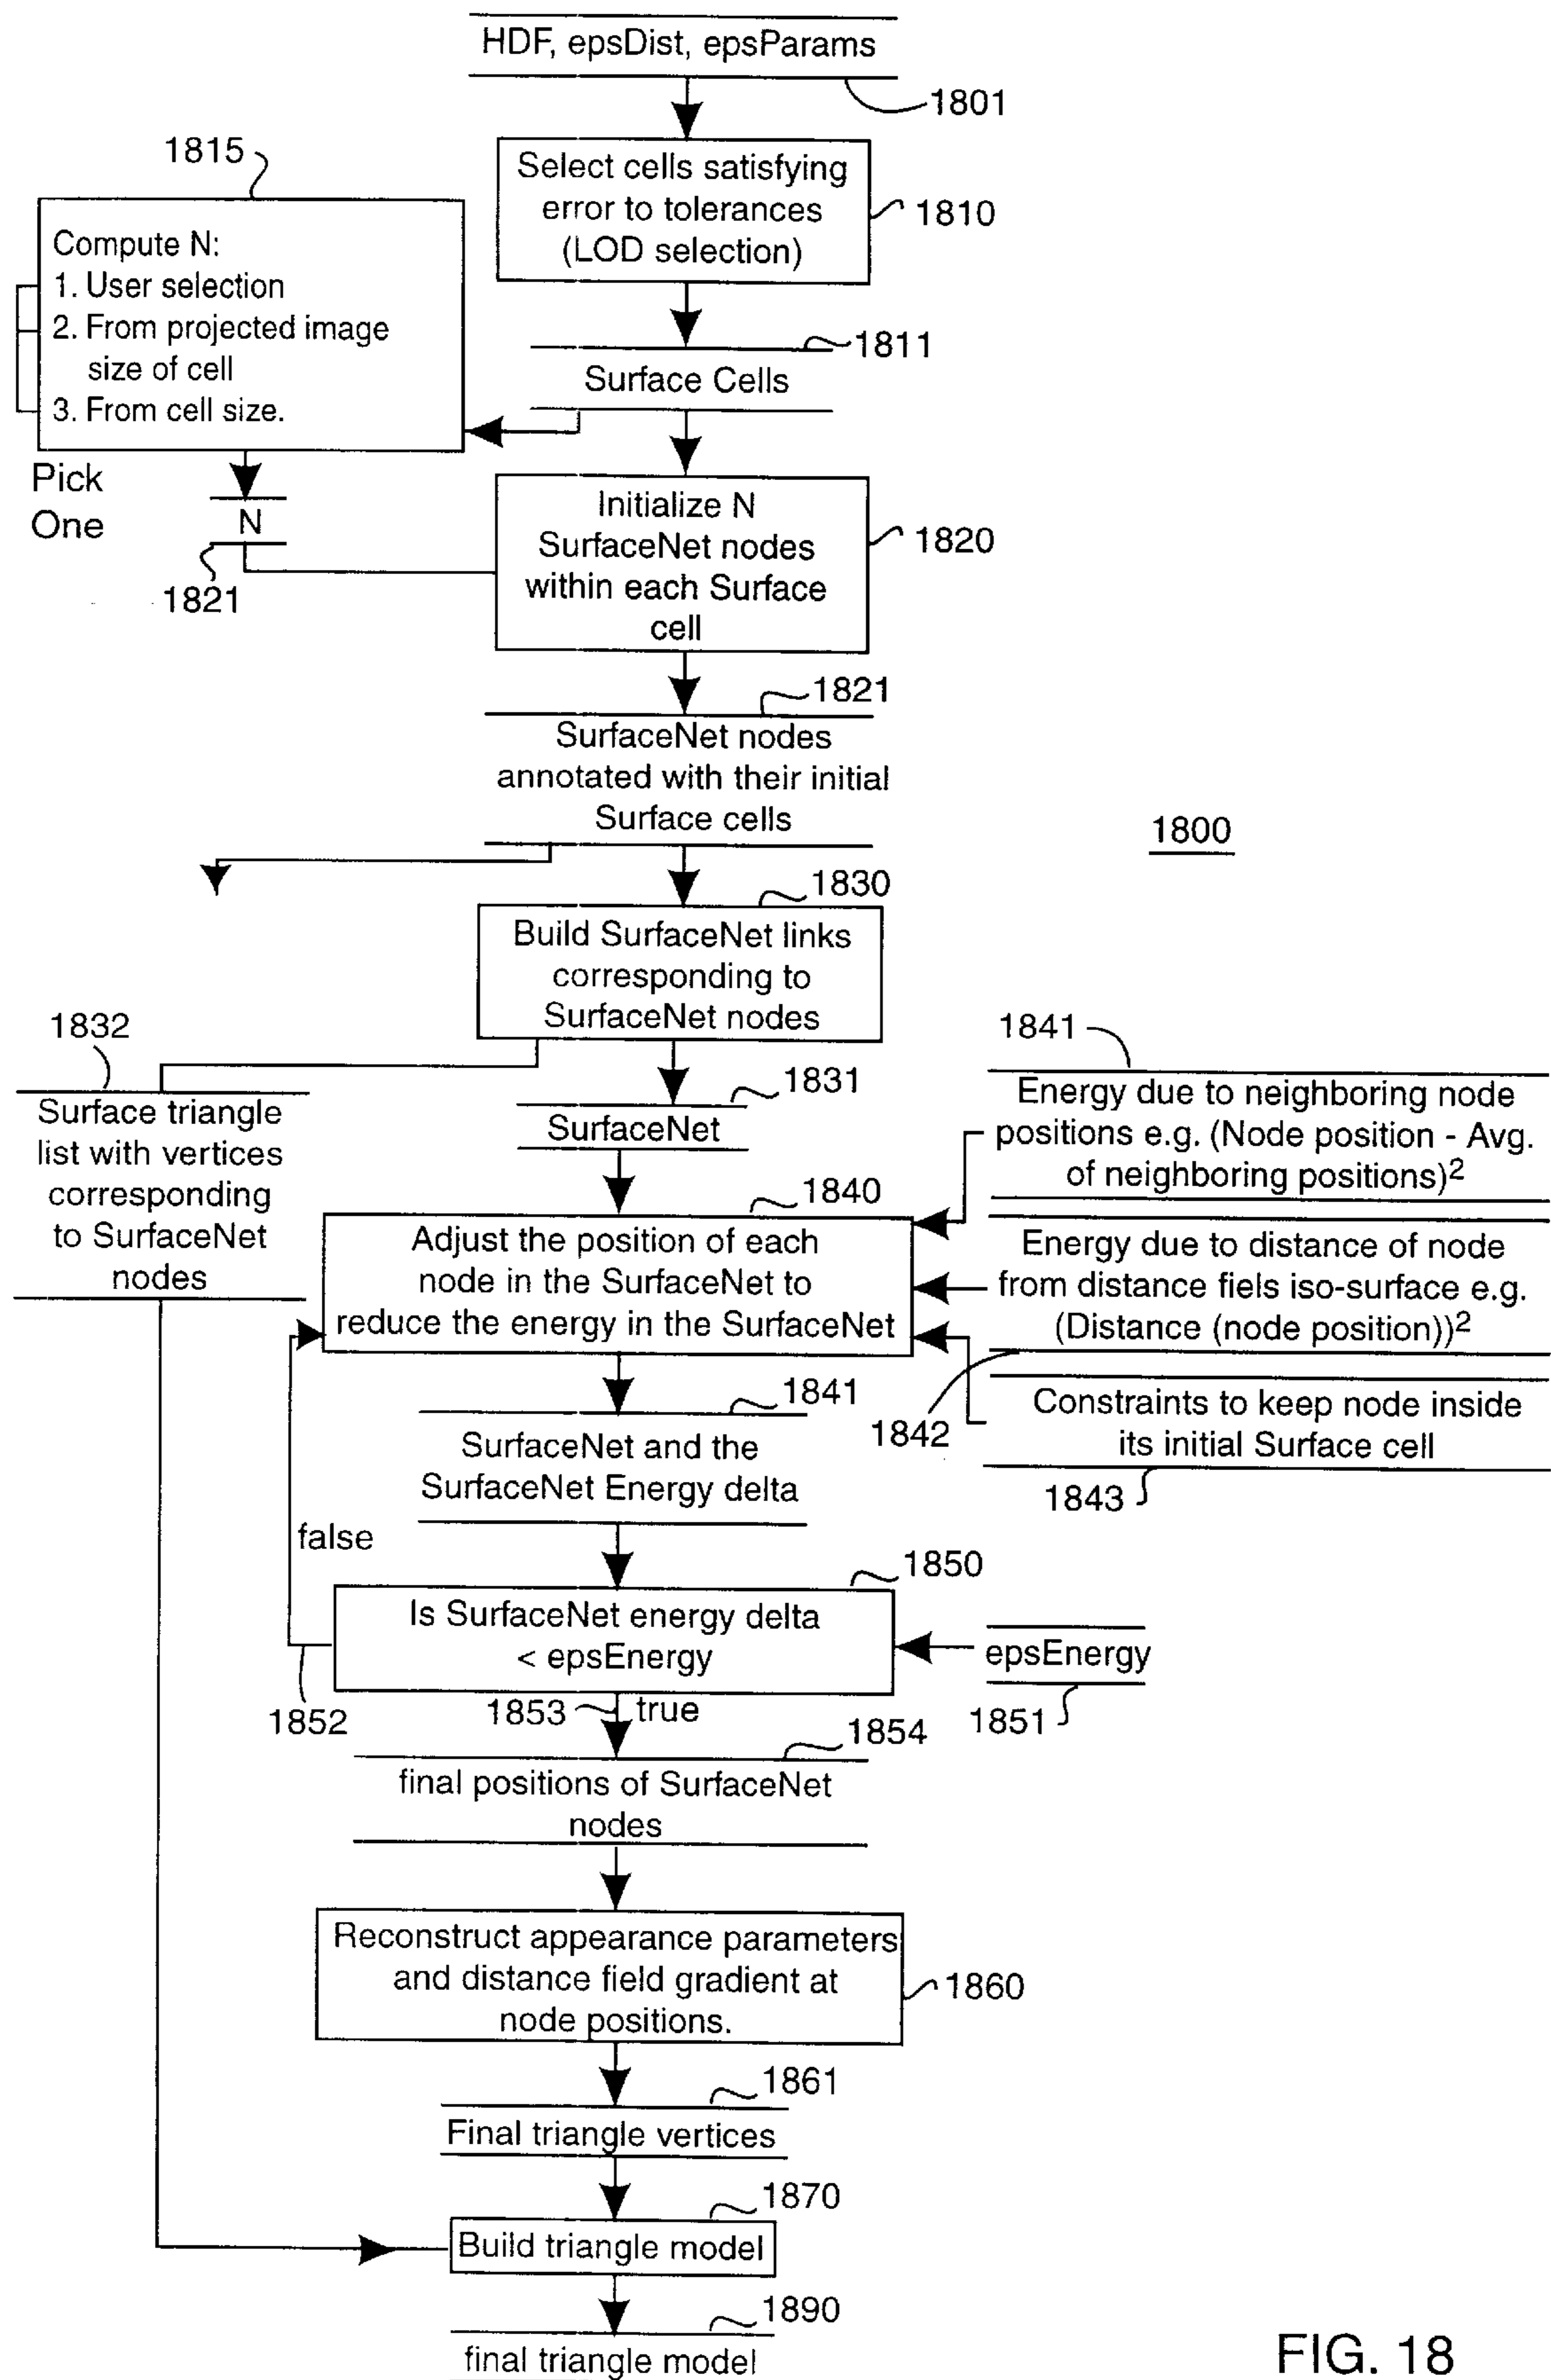 HDF, epsDist, epsParams
1801
1815
Select cells satisfying
error to tolerances
(LOD selection)
1810
Compute N:
1. User selection
2. From projected image
size of cell
3. From cell size.
1811
Surface Cells
Pick
One
N
1821
Initialize N
SurfaceNet nodes
within each Surface
cell
1820
1821
SurfaceNet nodes
annotated with their initial
Surface cells
1800
1830
Build SurfaceNet links
corresponding to
SurfaceNet nodes
1832
Surface triangle
list with vertices
corresponding
to SurfaceNet
nodes
1831
SurfaceNet
1841
Energy due to neighboring node
positions e.g. (Node position - Avg.
of neighboring positions)2
1840
Adjust the position of each
node in the SurfaceNet to
reduce the energy in the SurfaceNet
Energy due to distance of node
from distance fiels iso-surface e.g.
(Distance (node position))2
1842
Constraints to keep node inside
its initial Surface cell
1843
1841
SurfaceNet and the
SurfaceNet Energy delta
false
1850
Is SurfaceNet energy delta
< epsEnergy
epsEnergy
1851
1852
1853
true
1854
final positions of SurfaceNet
nodes
Reconstruct appearance parameters
and distance field gradient at
node positions.
1860
1861
Final triangle vertices
1870
Build triangle model
1890
final triangle model
FIG. 18